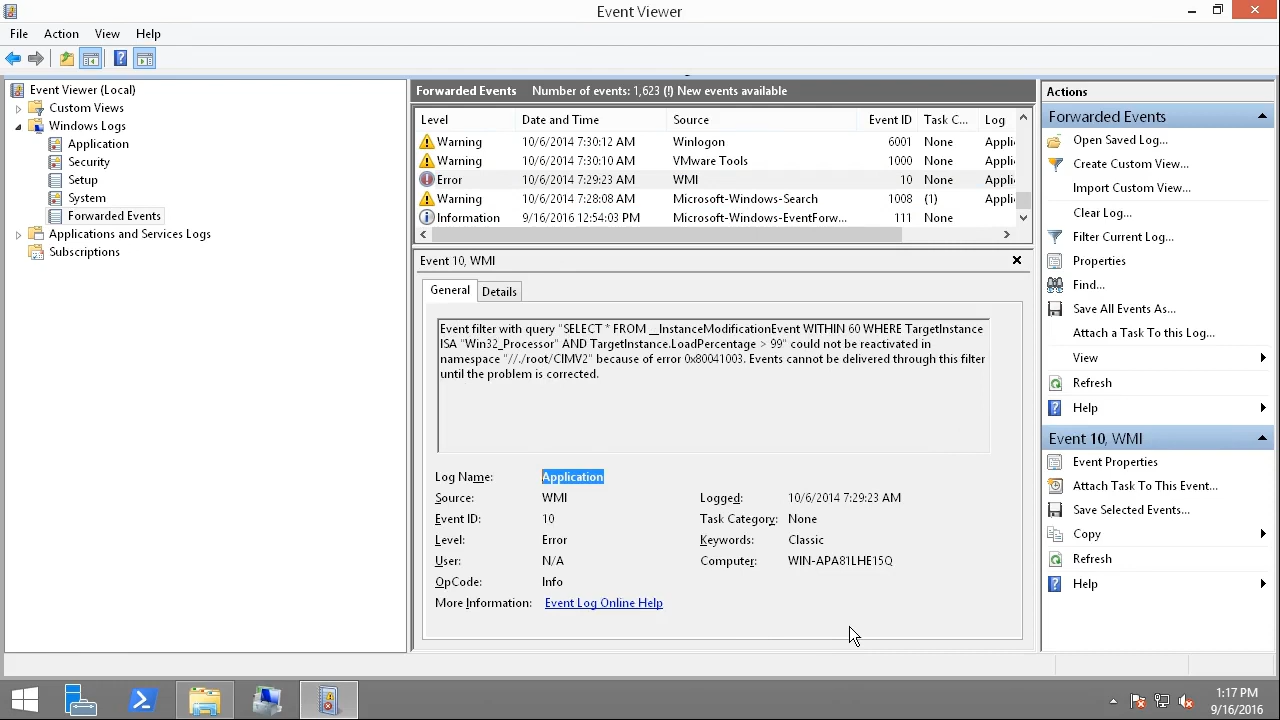 Event Viewer
File Action View Help
Event Viewer (Local)
Custom Views
Windows Logs
Application
Security
Setup
System
Forwarded Events
Applications and Services Logs
Subscriptions
Forwarded Events Number of events: 1,623 (!) New events available
Level Date and Time Source Event ID Task C... Log
Warning 10/6/2014 7:30:12 AM Winlogon 6001 None Appli
Warning 10/6/2014 7:30:10 AM VMware Tools 1000 None Appli
Error 10/6/2014 7:29:23 AM WMI 10 None Appli
Warning 10/6/2014 7:28:08 AM Microsoft-Windows-Search 1008 (1) Appli
Information 9/16/2016 12:54:03 PM Microsoft-Windows-EventForw... 111 None
Event 10, WMI
General Details
Event filter with query "SELECT * FROM __InstanceModificationEvent WITHIN 60 WHERE TargetInstance
ISA "Win32_Processor" AND TargetInstance.LoadPercentage > 99" could not be reactivated in
namespace "//./root/CIMV2" because of error 0x80041003. Events cannot be delivered through this filter
until the problem is corrected.
Log Name: Application
Source: WMI Logged: 10/6/2014 7:29:23 AM
Event ID: 10 Task Category: None
Level: Error Keywords: Classic
User: N/A Computer: WIN-APA81LHE15Q
OpCode: Info
More Information: Event Log Online Help
Actions
Forwarded Events
Open Saved Log...
Create Custom View...
Import Custom View...
Clear Log...
Filter Current Log...
Properties
Find...
Save All Events As...
Attach a Task To this Log...
View
Refresh
Help
Event 10, WMI
Event Properties
Attach Task To This Event...
Save Selected Events...
Copy
Refresh
Help
1:17 PM
9/16/2016